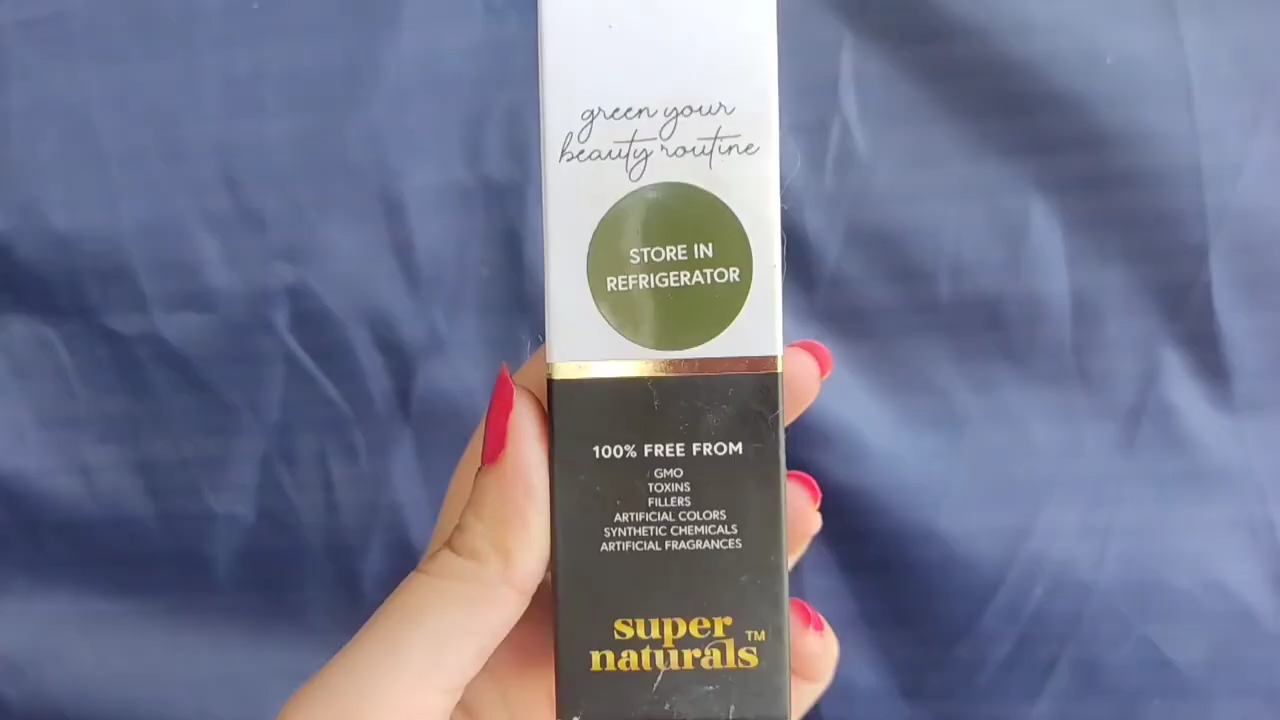 green your
beauty routine
STORE IN
REFRIGERATOR
100% FREE FROM
GMO
TOXINS
FILLERS
ARTIFICIAL COLORS
SYNTHETIC CHEMICALS
ARTIFICIAL FRAGRANCES
super
naturals™